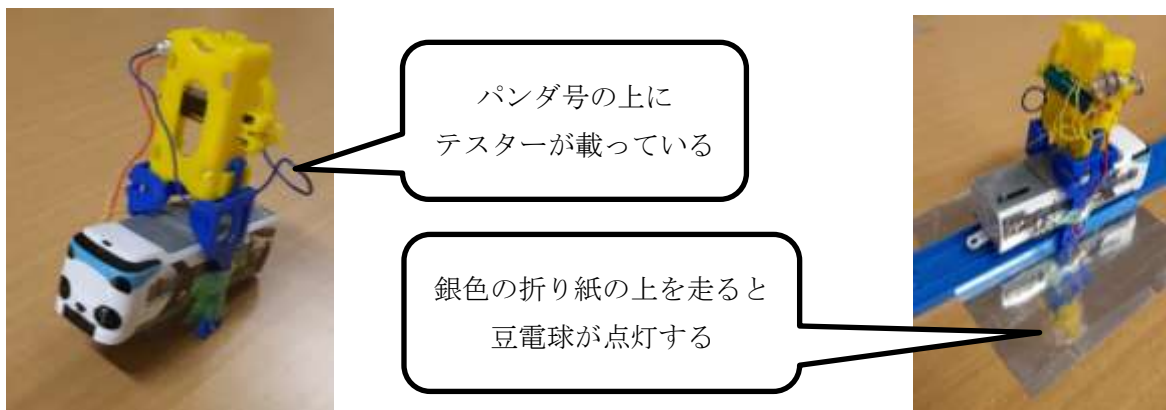 パンダ号の上に
テスターが載っている
銀色の折り紙の上を走ると
豆電球が点灯する